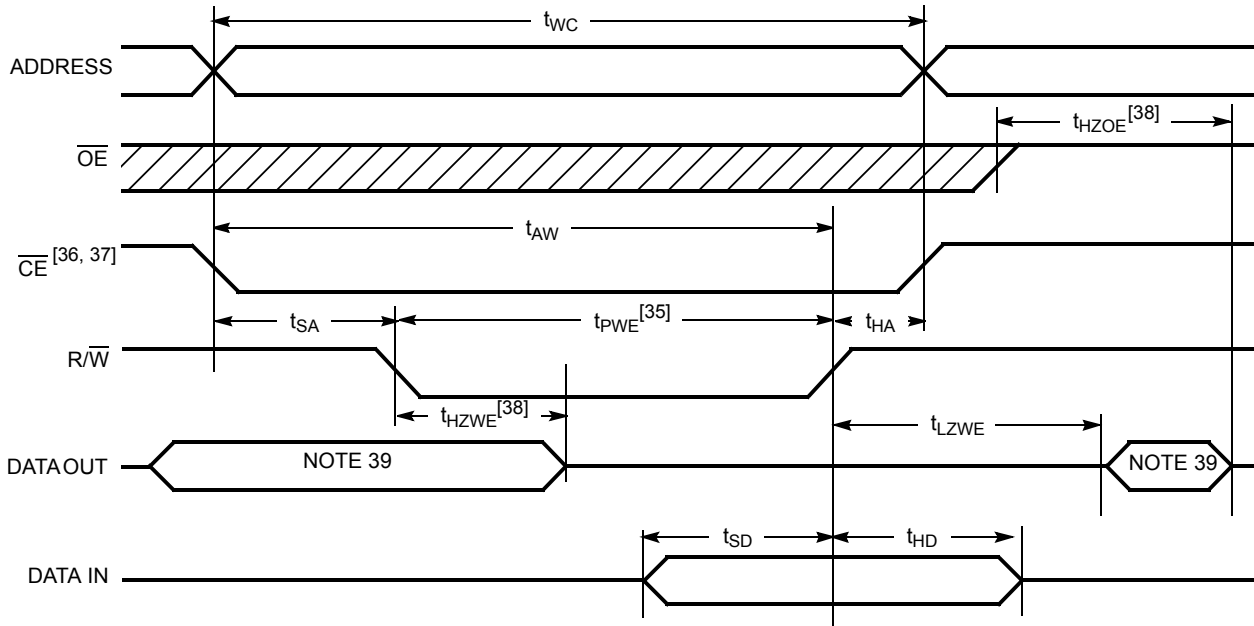 tWC
ADDRESS
tHZOE[38]
OE
tAW
CE [36, 37]
tSA
tPWE[35]
tHA
R/W
tHZWE[38]
tLZWE
DATA OUT
NOTE 39
NOTE 39
tSD
tHD
DATA IN